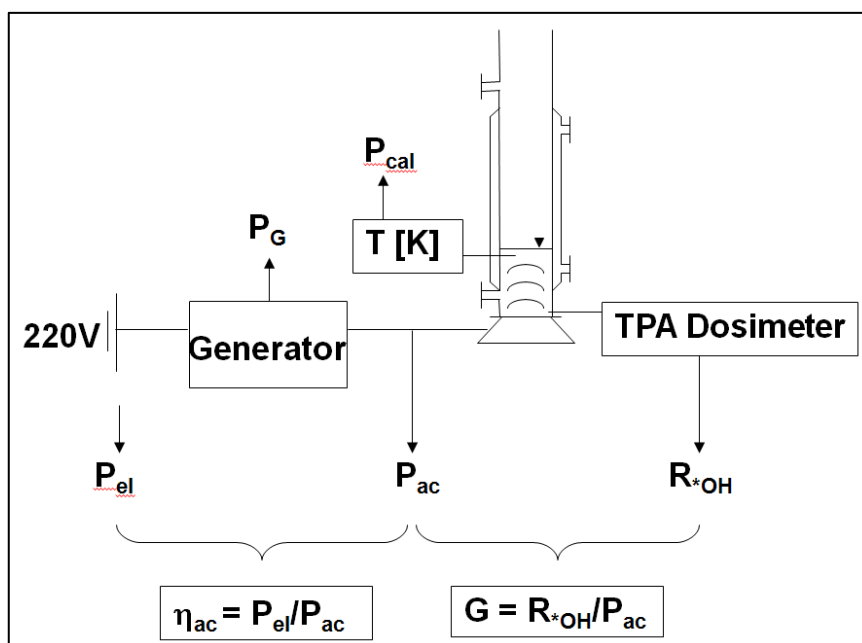 P_cal
T [K]
P_G
220V
Generator
TPA Dosimeter
P_el
P_ac
R_*OH
η_ac = P_el/P_ac
G = R_*OH/P_ac